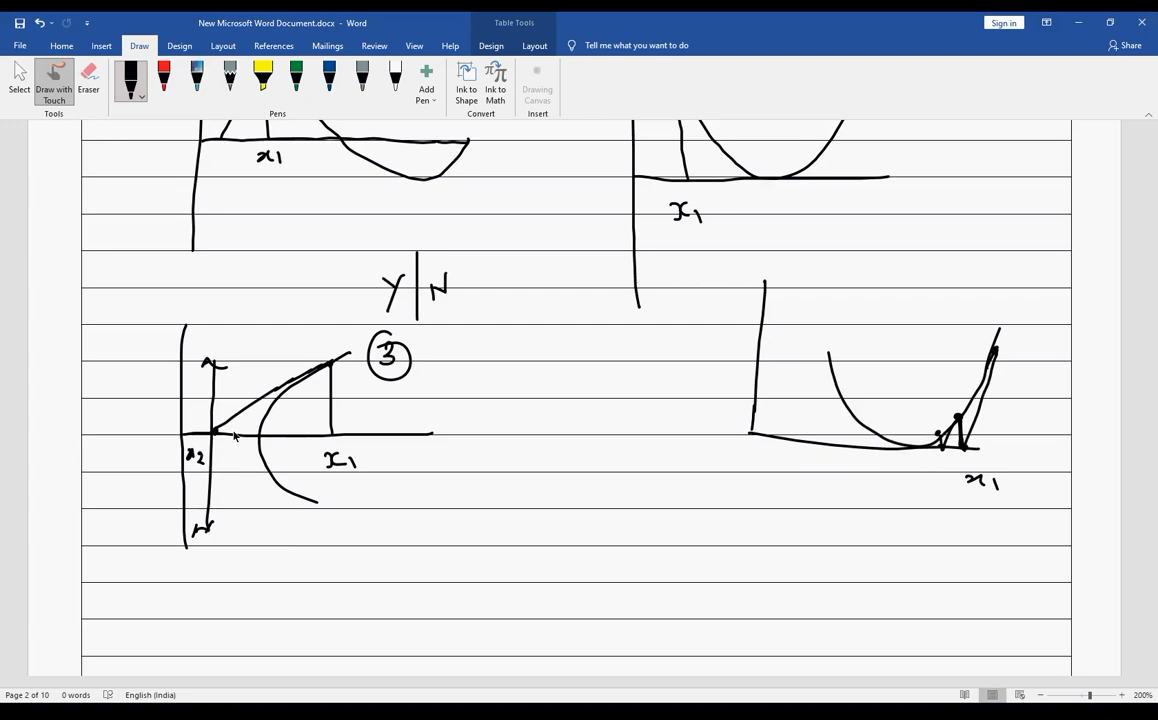 New Microsoft Word Document.docx - Word
Table Tools
Sign in
File Home Insert Draw Design Layout References Mailings Review View Help Design Layout Tell me what you want to do Share
Select
Draw with Touch
Eraser
Add Pen
Ink to Shape
Ink to Math
Drawing Canvas
Tools
Pens
Convert
Insert
x1
x1
Y | N
3
x2
x1
x1
Page 2 of 10 0 words English (India) 200%